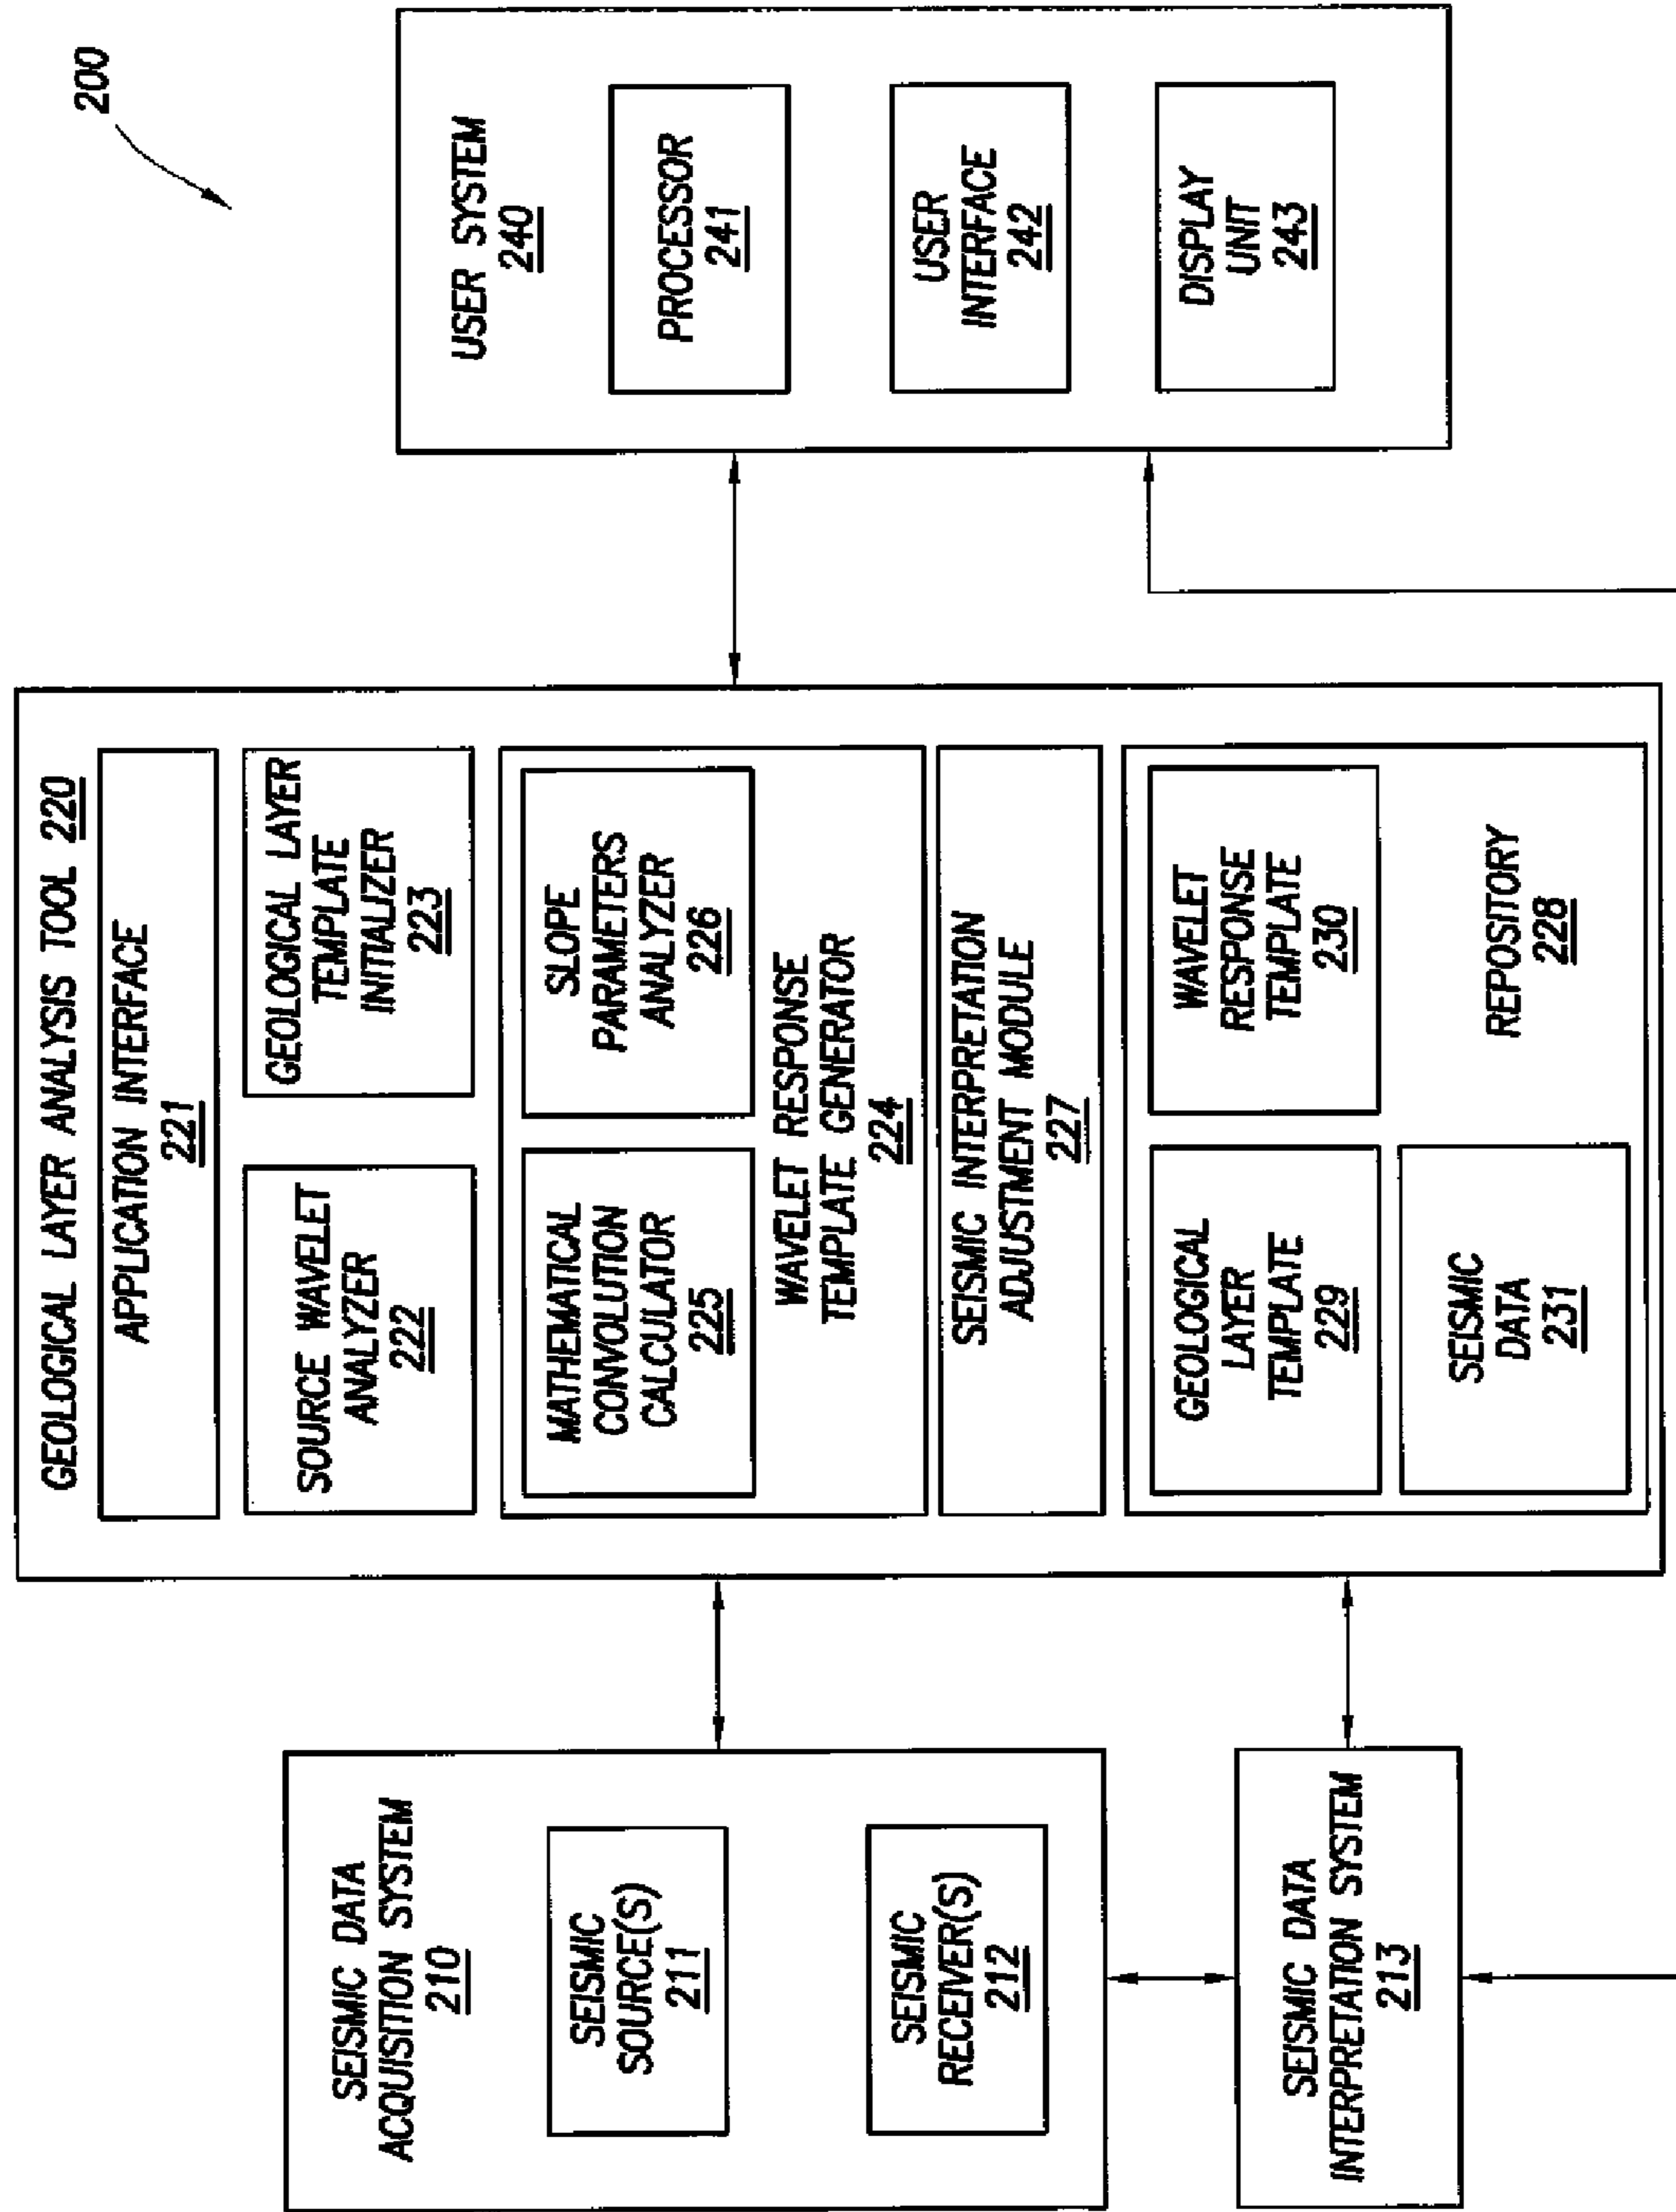 200
SEISMIC DATA
ACQUISITION SYSTEM
210
SEISMIC
SOURCE(S)
211
SEISMIC
RECEIVER(S)
212
SEISMIC DATA
INTERPRETATION SYSTEM
213
GEOLOGICAL LAYER ANALYSIS TOOL 220
APPLICATION INTERFACE
221
SOURCE WAVELET
ANALYZER
222
GEOLOGICAL LAYER
TEMPLATE
INITIALIZER
223
MATHEMATICAL
CONVOLUTION
CALCULATOR
225
SLOPE
PARAMETERS
ANALYZER
226
WAVELET RESPONSE
TEMPLATE GENERATOR
224
SEISMIC INTERPRETATION
ADJUSTMENT MODULE
227
GEOLOGICAL
LAYER
TEMPLATE
229
WAVELET
RESPONSE
TEMPLATE
230
SEISMIC
DATA
231
REPOSITORY
228
USER SYSTEM
240
PROCESSOR
241
USER
INTERFACE
242
DISPLAY
UNIT
243